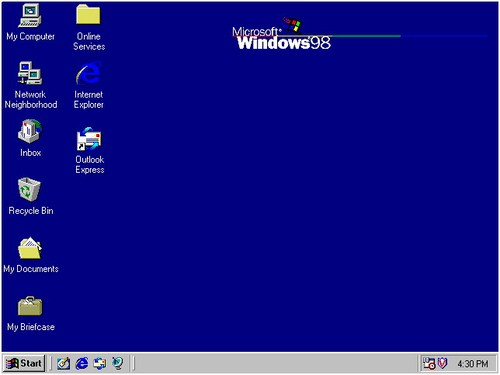 My Computer
Online
Services
Microsoft®
Windows98
Network
Neighborhood
Internet
Explorer
Inbox
Outlook
Express
Recycle Bin
My Documents
My Briefcase
Start
4:30 PM